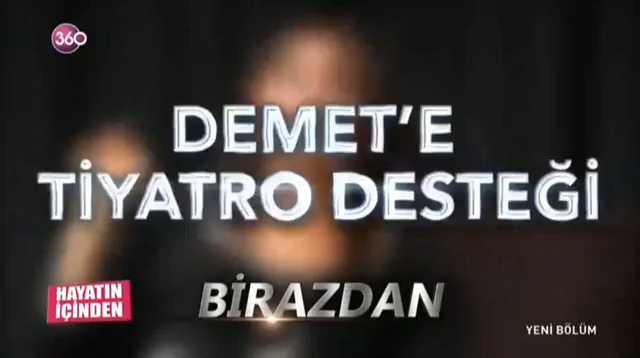 360
DEMET'E
TİYATRO DESTEĞİ
HAYATIN
İÇİNDEN
BİRAZDAN
YENİ BÖLÜM